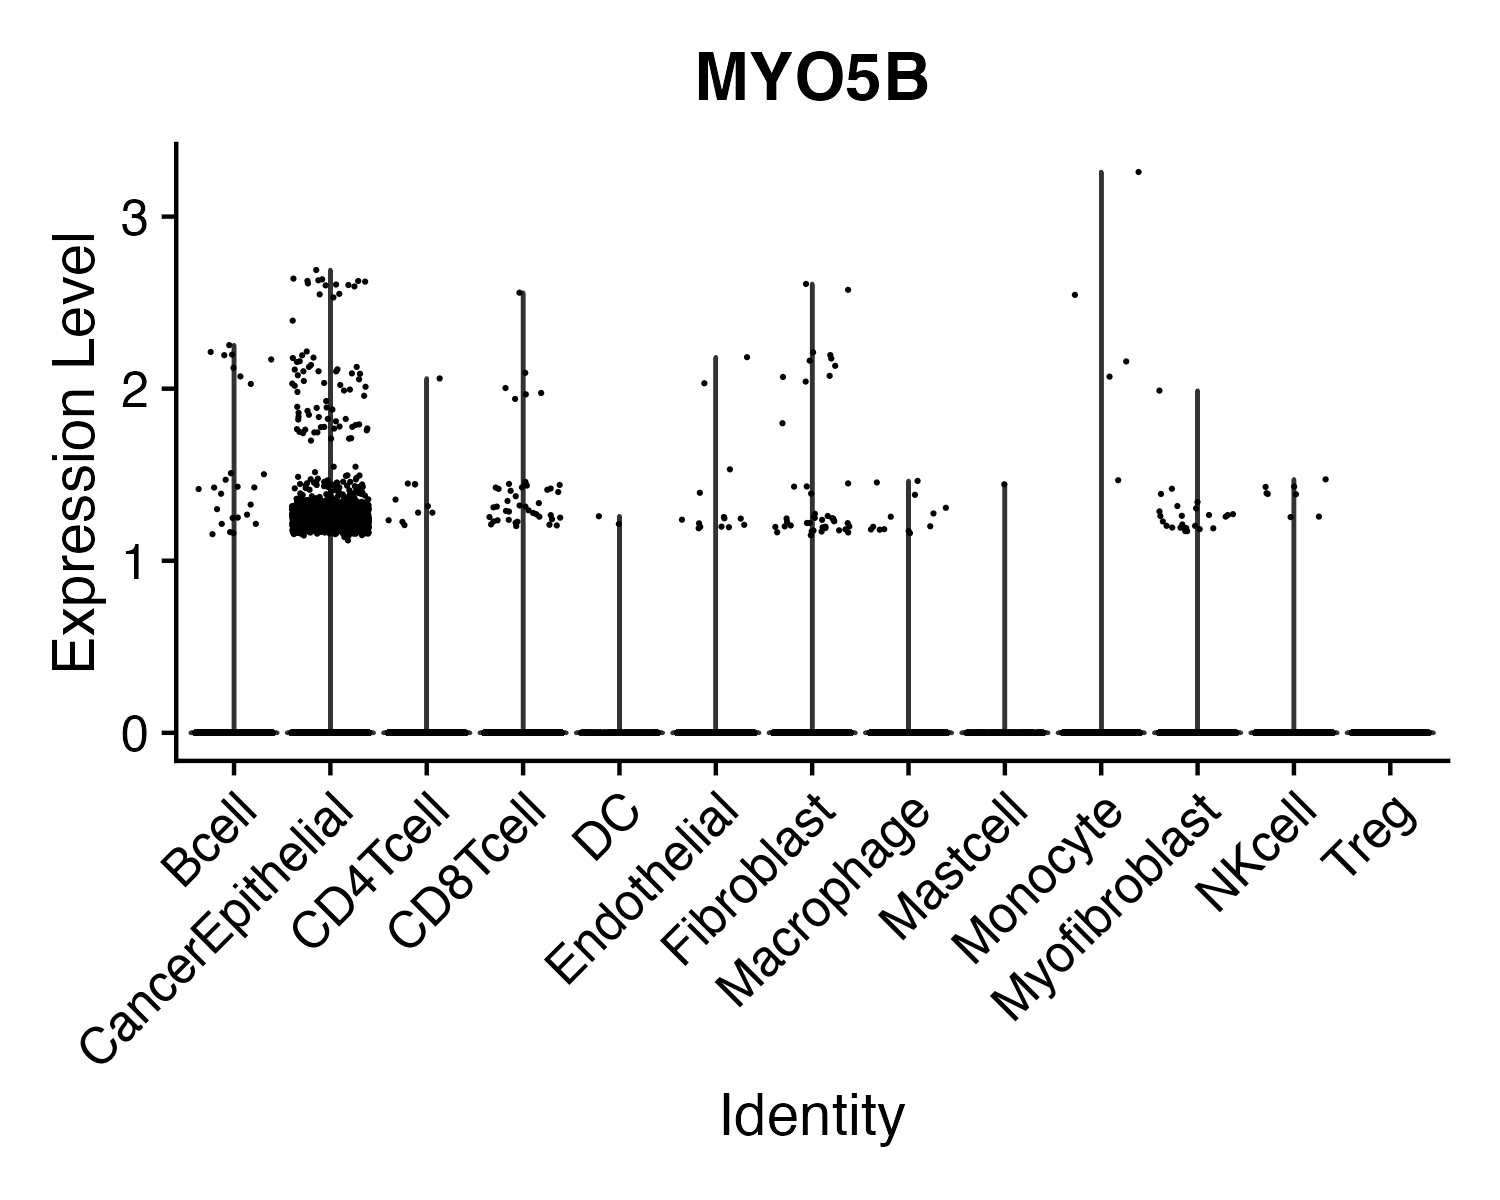 MYO5B
Expression Level
3
2
1
0
Bcell
CancerEpithelial
CD4Tcell
CD8Tcell
DC
Endothelial
Fibroblast
Macrophage
Mastcell
Monocyte
Myofibroblast
NKcell
Treg
Identity